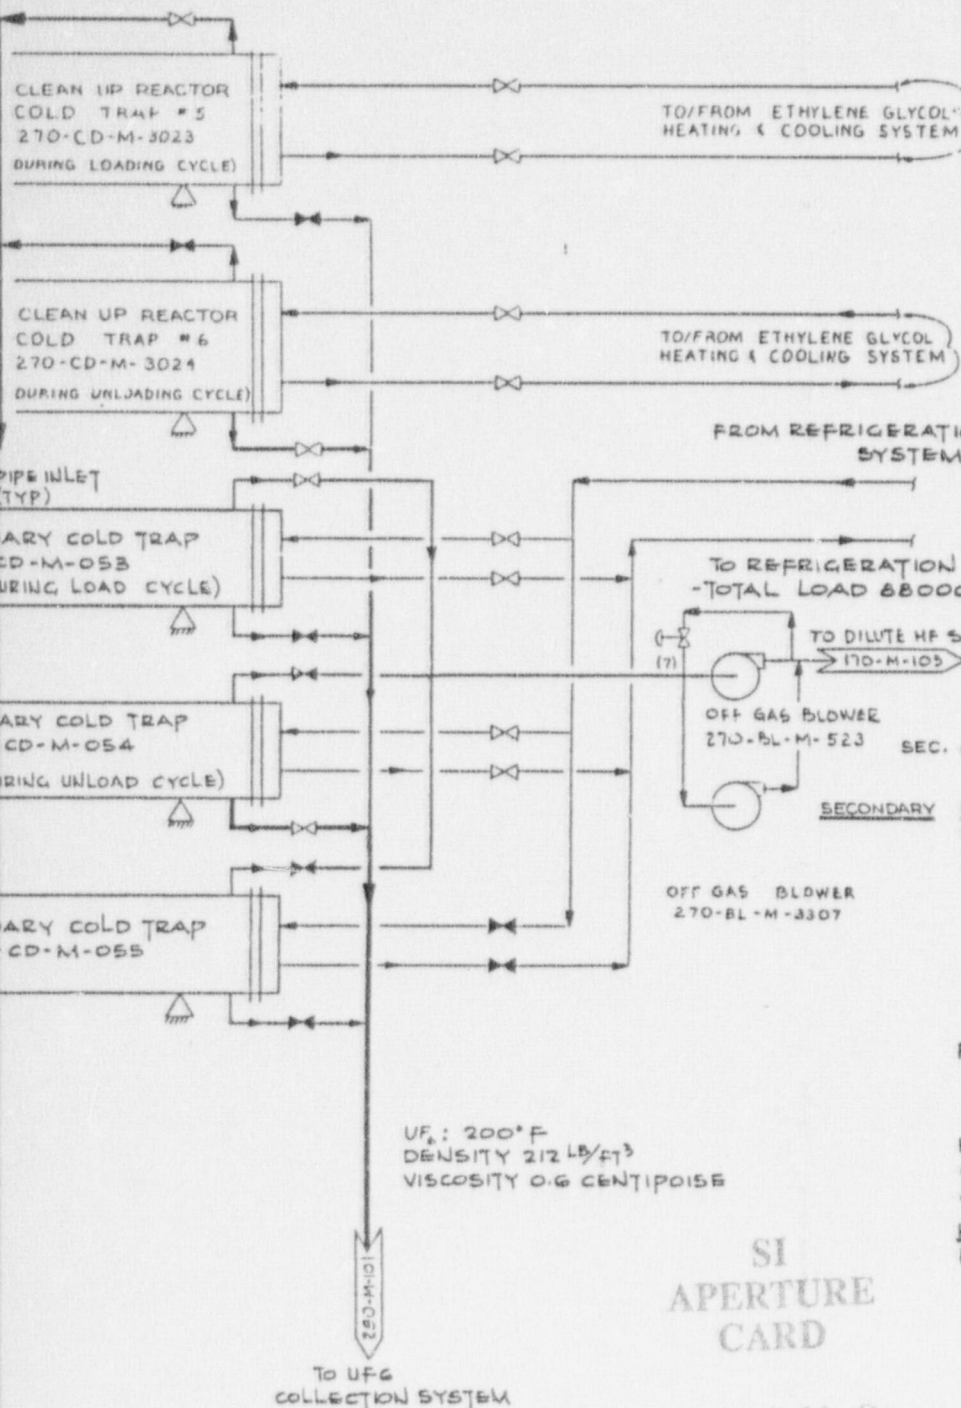 CLEAN UP REACTOR
COLD TRAP #5
270-CD-M-3023
DURING LOADING CYCLE)
TO/FROM ETHYLENE GLYCOL
HEATING & COOLING SYSTEM
CLEAN UP REACTOR
COLD TRAP #6
270-CD-M-3024
DURING UNLOADING CYCLE)
TO/FROM ETHYLENE GLYCOL
HEATING & COOLING SYSTEM
FROM REFRIGERATI
SYSTEM
PIPE INLET
(TYP)
ARY COLD TRAP
CD-M-053
URING LOAD CYCLE)
TO REFRIGERATION
-TOTAL LOAD 88000
(7)
TO DILUTE HF S
170-M-105
OFF GAS BLOWER
270-BL-M-523
SEC.
ARY COLD TRAP
CD-M-054
RING UNLOAD CYCLE)
SECONDARY
OFF GAS BLOWER
270-BL-M-3307
ARY COLD TRAP
CD-M-055
UF6: 200°F
DENSITY 212 LB/FT3
VISCOSITY 0.6 CENTIPOISE
SI
APERTURE
CARD
TO UF6
COLLECTION SYSTEM